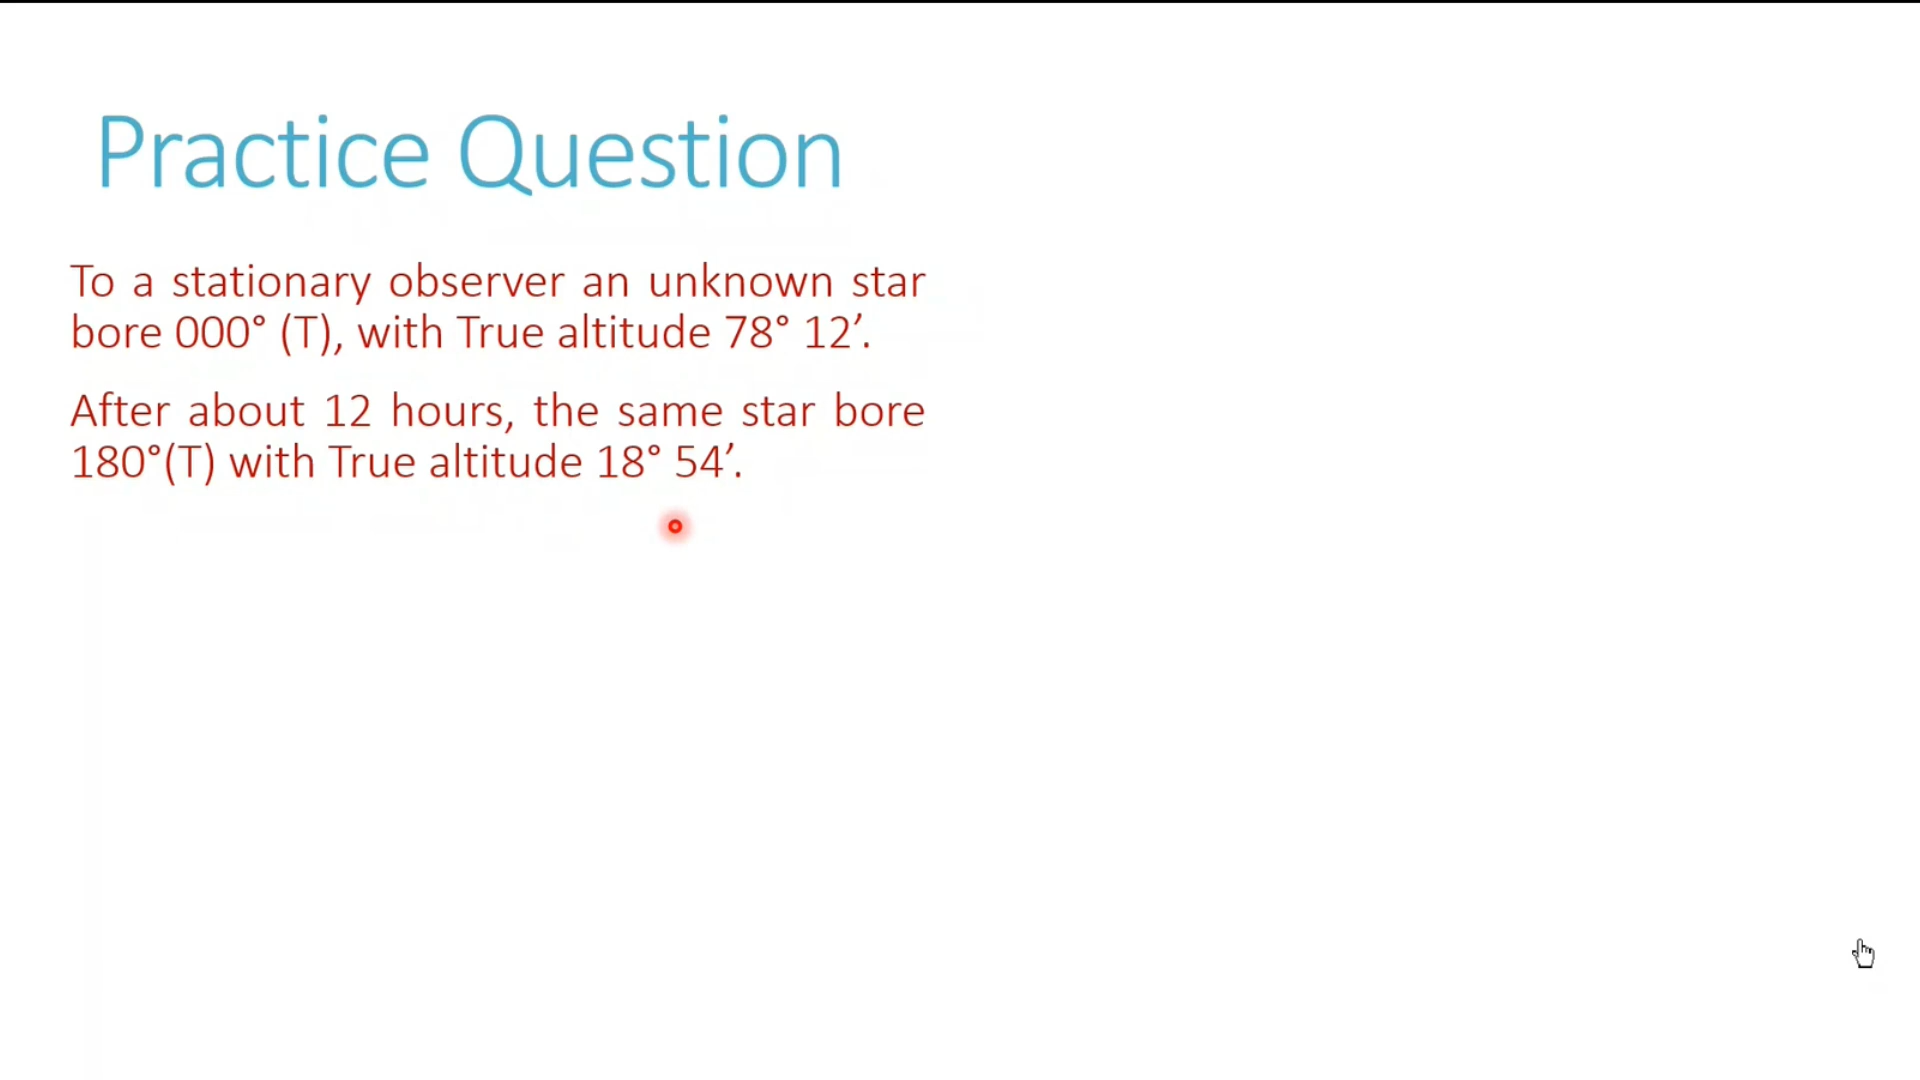 Practice Question
To a stationary observer an unknown star
bore 000° (T), with True altitude 78° 12’.
After about 12 hours, the same star bore
180°(T) with True altitude 18° 54’.